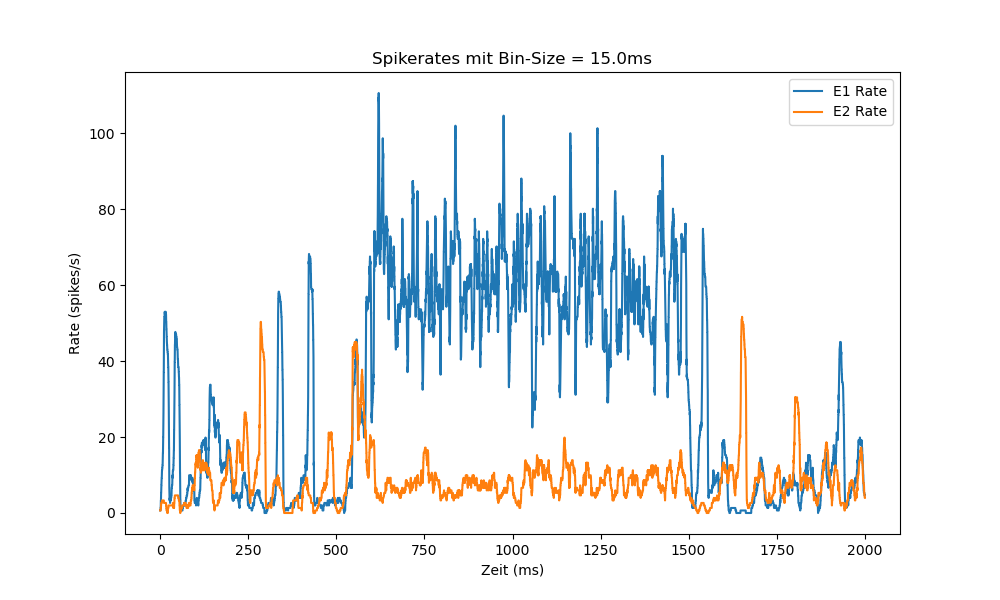 Spikerates mit Bin-Size = 15.0ms
E1 Rate
E2 Rate
Rate (spikes/s)
100
80
60
40
20
0
0 250 500 750 1000 1250 1500 1750 2000
Zeit (ms)